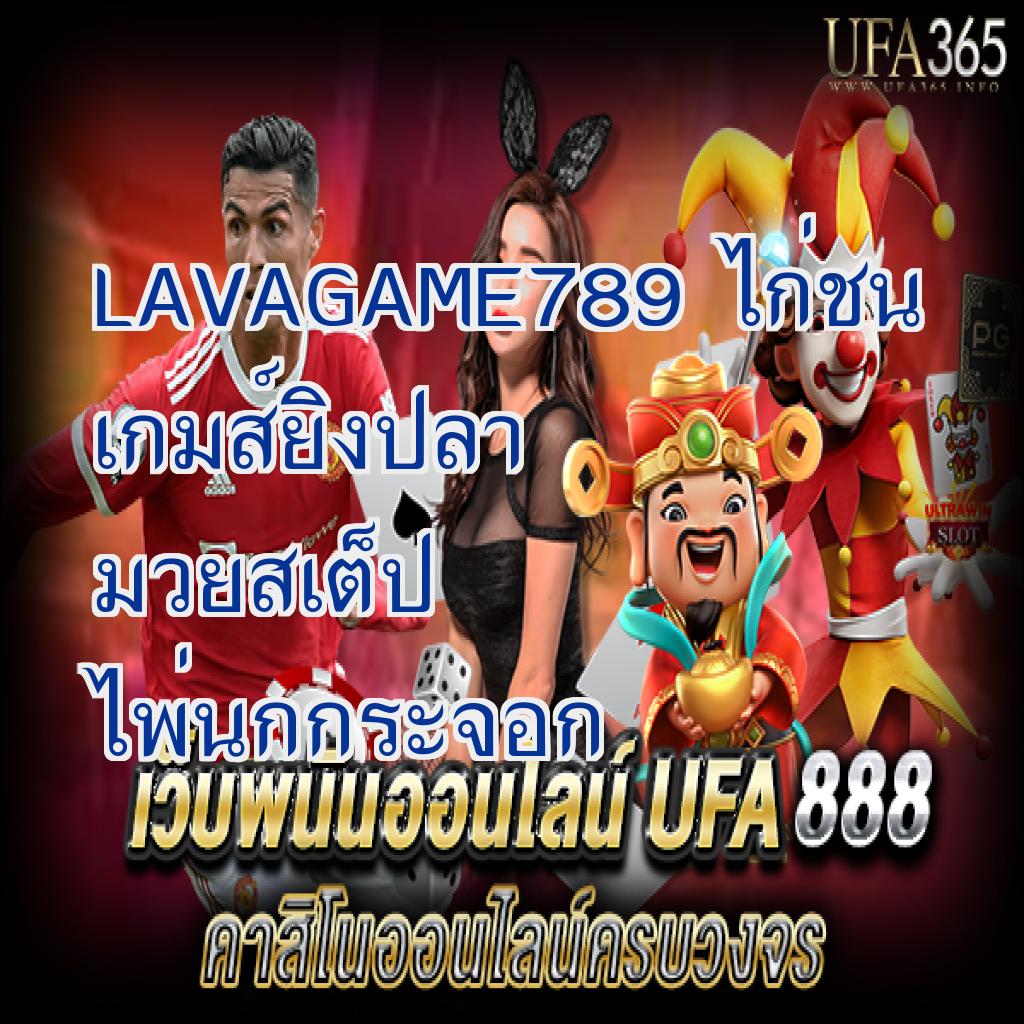 UFA365
WWW.UFA365.INFO
LAVAGAME789 ไก่ชน
เกมส์ยิงปลา
มวยสเต็ป
ไพ่นกกระจอก
PG
ULTRAWIN
SLOT
เว็บพนันออนไลน์ UFA 888
คาสิโนออนไลน์ครบวงจร